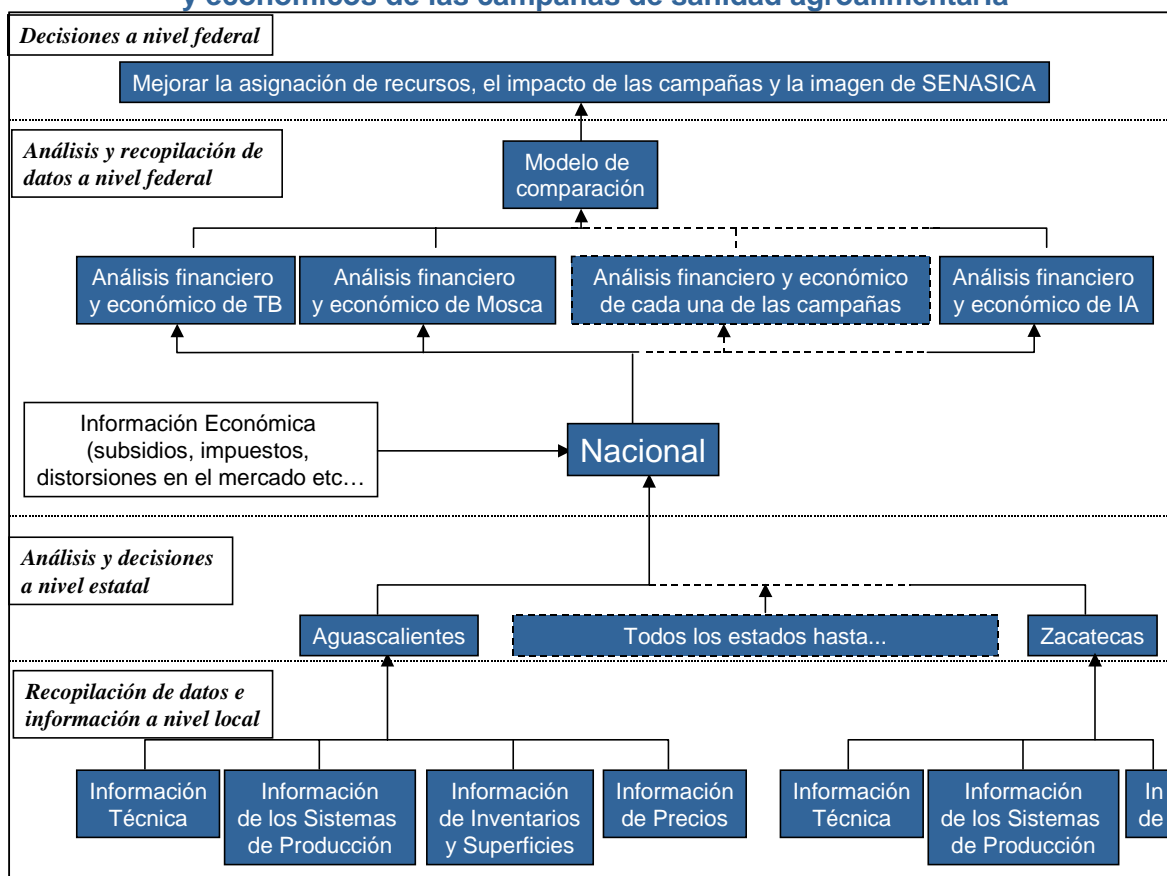 y económicos de las campañas de sanidad agroalimentaria
Decisiones a nivel federal
Mejorar la asignación de recursos, el impacto de las campañas y la imagen de SENASICA
Análisis y recopilación de
datos a nivel federal
Modelo de
comparación
Análisis financiero
y económico de TB
Análisis financiero
y económico de Mosca
Análisis financiero y económico
de cada una de las campañas
Análisis financiero
y económico de IA
Información Económica
(subsidios, impuestos,
distorsiones en el mercado etc…
Nacional
Análisis y decisiones
a nivel estatal
Aguascalientes
Todos los estados hasta...
Zacatecas
Recopilación de datos e
información a nivel local
Información
Técnica
Información
de los Sistemas
de Producción
Información
de Inventarios
y Superficies
Información
de Precios
Información
Técnica
Información
de los Sistemas
de Producción
In
de